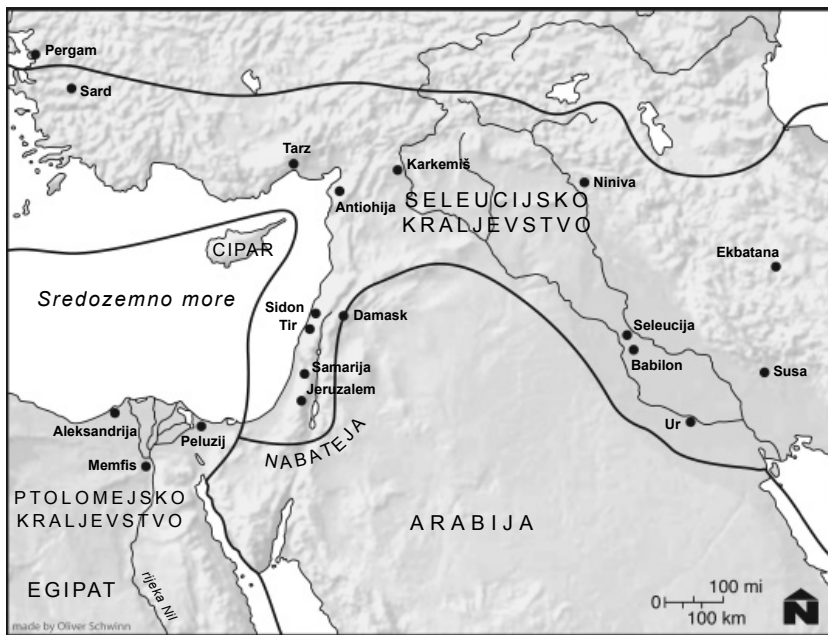 Pergam
Sard
Tarz
Karkemiš
Niniva
Antiohija
SELEUCIJSKO
KRALJEVSTVO
CIPAR
Ekbatana
Sredozemno more
Sidon
Tir
Damask
Seleucija
Babilon
Samarija
Jeruzalem
Susa
Aleksandrija
Peluzij
Ur
Memfis
NABATEJA
PTOLOMEJSKO
KRALJEVSTVO
ARABIJA
EGIPAT
rijeka Nil
100 mi
0
100 km
N
made by Oliver Schwinn